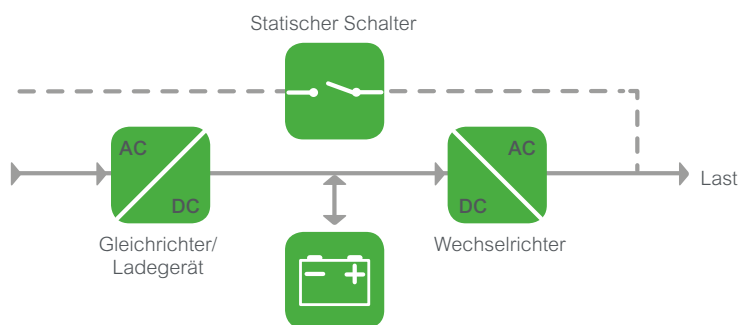 Statischer Schalter
AC
DC
AC
DC
Last
Gleichrichter/
Ladegerät
Wechselrichter